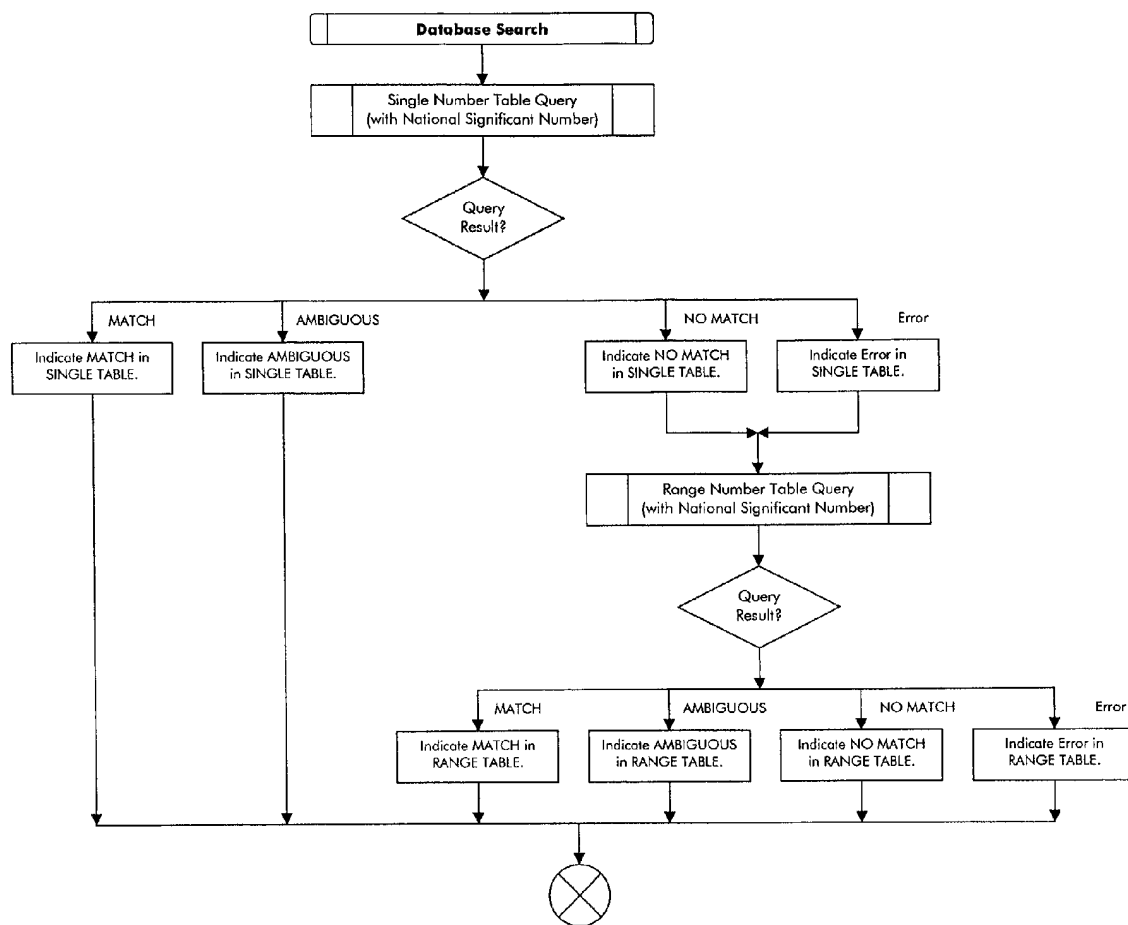 Database Search
Single Number Table Query
(with National Significant Number)
Query
Result?
MATCH
AMBIGUOUS
NO MATCH
Error
Indicate MATCH in
SINGLE TABLE.
Indicate AMBIGUOUS
in SINGLE TABLE.
Indicate NO MATCH
in SINGLE TABLE.
Indicate Error in
SINGLE TABLE.
Range Number Table Query
(with National Significant Number)
Query
Result?
MATCH
AMBIGUOUS
NO MATCH
Error
Indicate MATCH in
RANGE TABLE.
Indicate AMBIGUOUS
in RANGE TABLE.
Indicate NO MATCH
in RANGE TABLE.
Indicate Error in
RANGE TABLE.